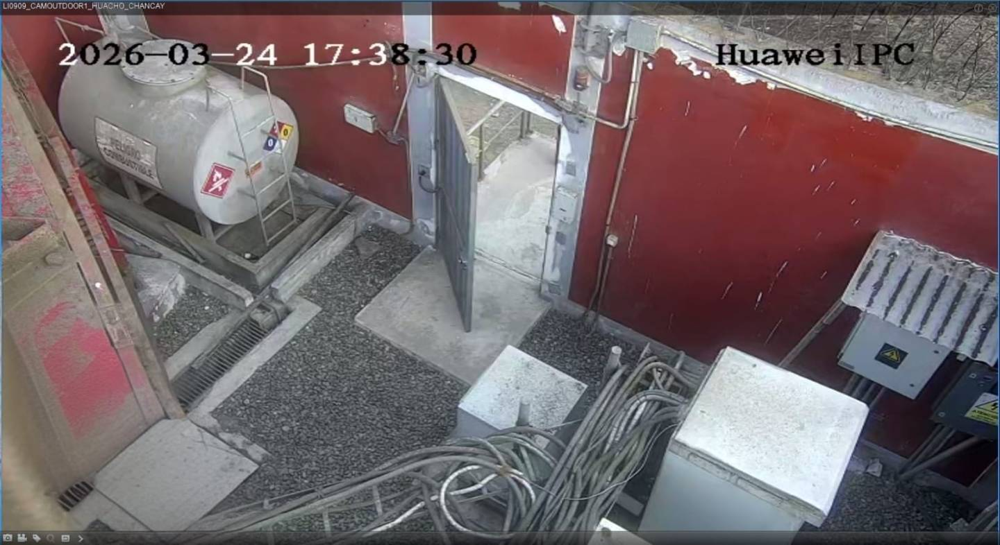 LI0909_CAMOUTDOOR1_HUACHO_CHANCAY
2026-03-24 17:38:30
HuaweiIPC
PELIGRO
COMBUSTIBLE
0
0